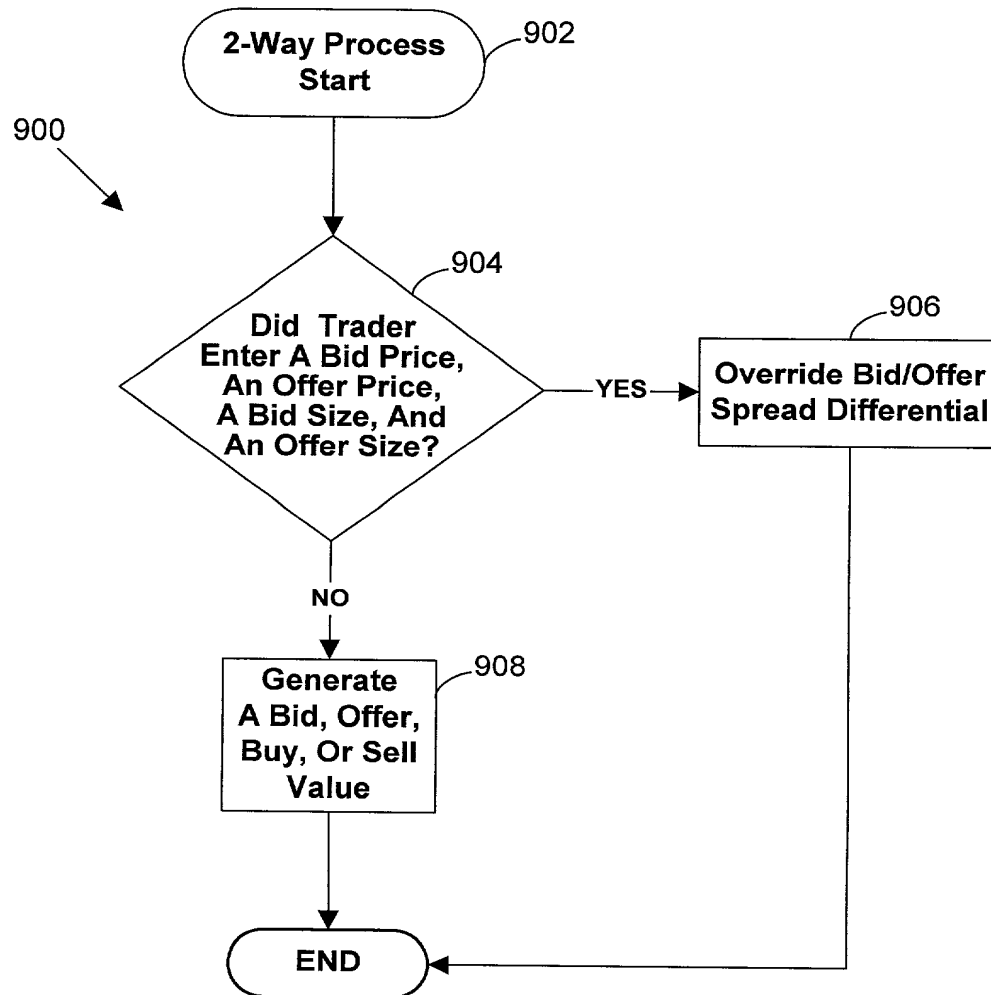 2-Way Process
Start
902
900
904
Did Trader
Enter A Bid Price,
An Offer Price,
A Bid Size, And
An Offer Size?
YES
906
Override Bid/Offer
Spread Differential
NO
908
Generate
A Bid, Offer,
Buy, Or Sell
Value
END